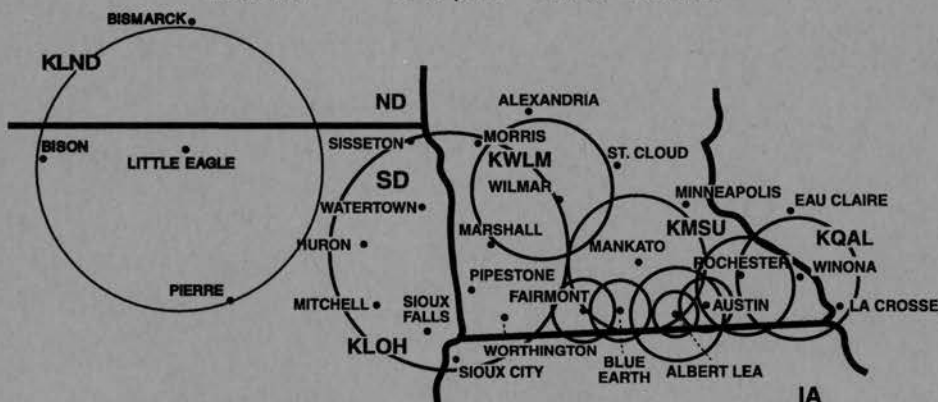 BISMARCK
KLND
ND
ALEXANDRIA
BISON
LITTLE EAGLE
SISSETON
MORRIS
KWLM
ST. CLOUD
SD
WILMAR
MINNEAPOLIS
EAU CLAIRE
WATERTOWN
KMSU
KQAL
HURON
MARSHALL
MANKATO
ROCHESTER
WINONA
PIPESTONE
PIERRE
MITCHELL
SIOUX
FALLS
FAIRMONT
AUSTIN
LA CROSSE
KLOH
WORTHINGTON
BLUE
EARTH
ALBERT LEA
SIOUX CITY
IA